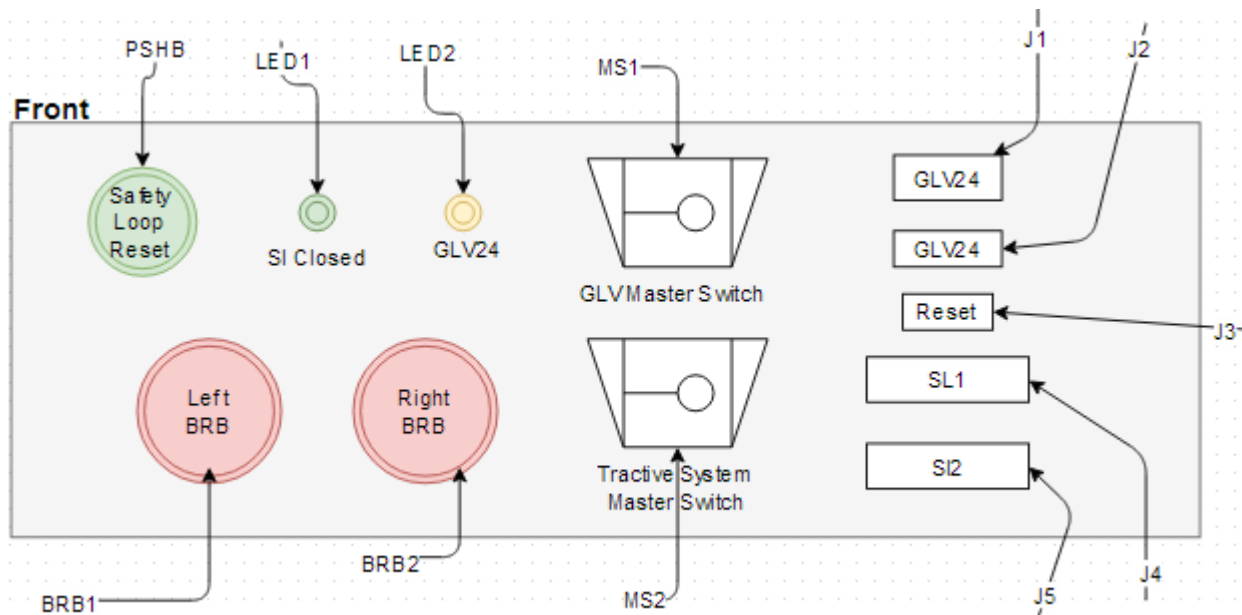 PSHB
LED1
LED2
MS1
J1
J2
Front
Safety
Loop
Reset
SI Closed
GLV24
GLV Master Switch
GLV24
GLV24
Reset
J3
Left
BRB
Right
BRB
SL1
Tractive System
Master Switch
SI2
BRB1
BRB2
MS2
J5
J4